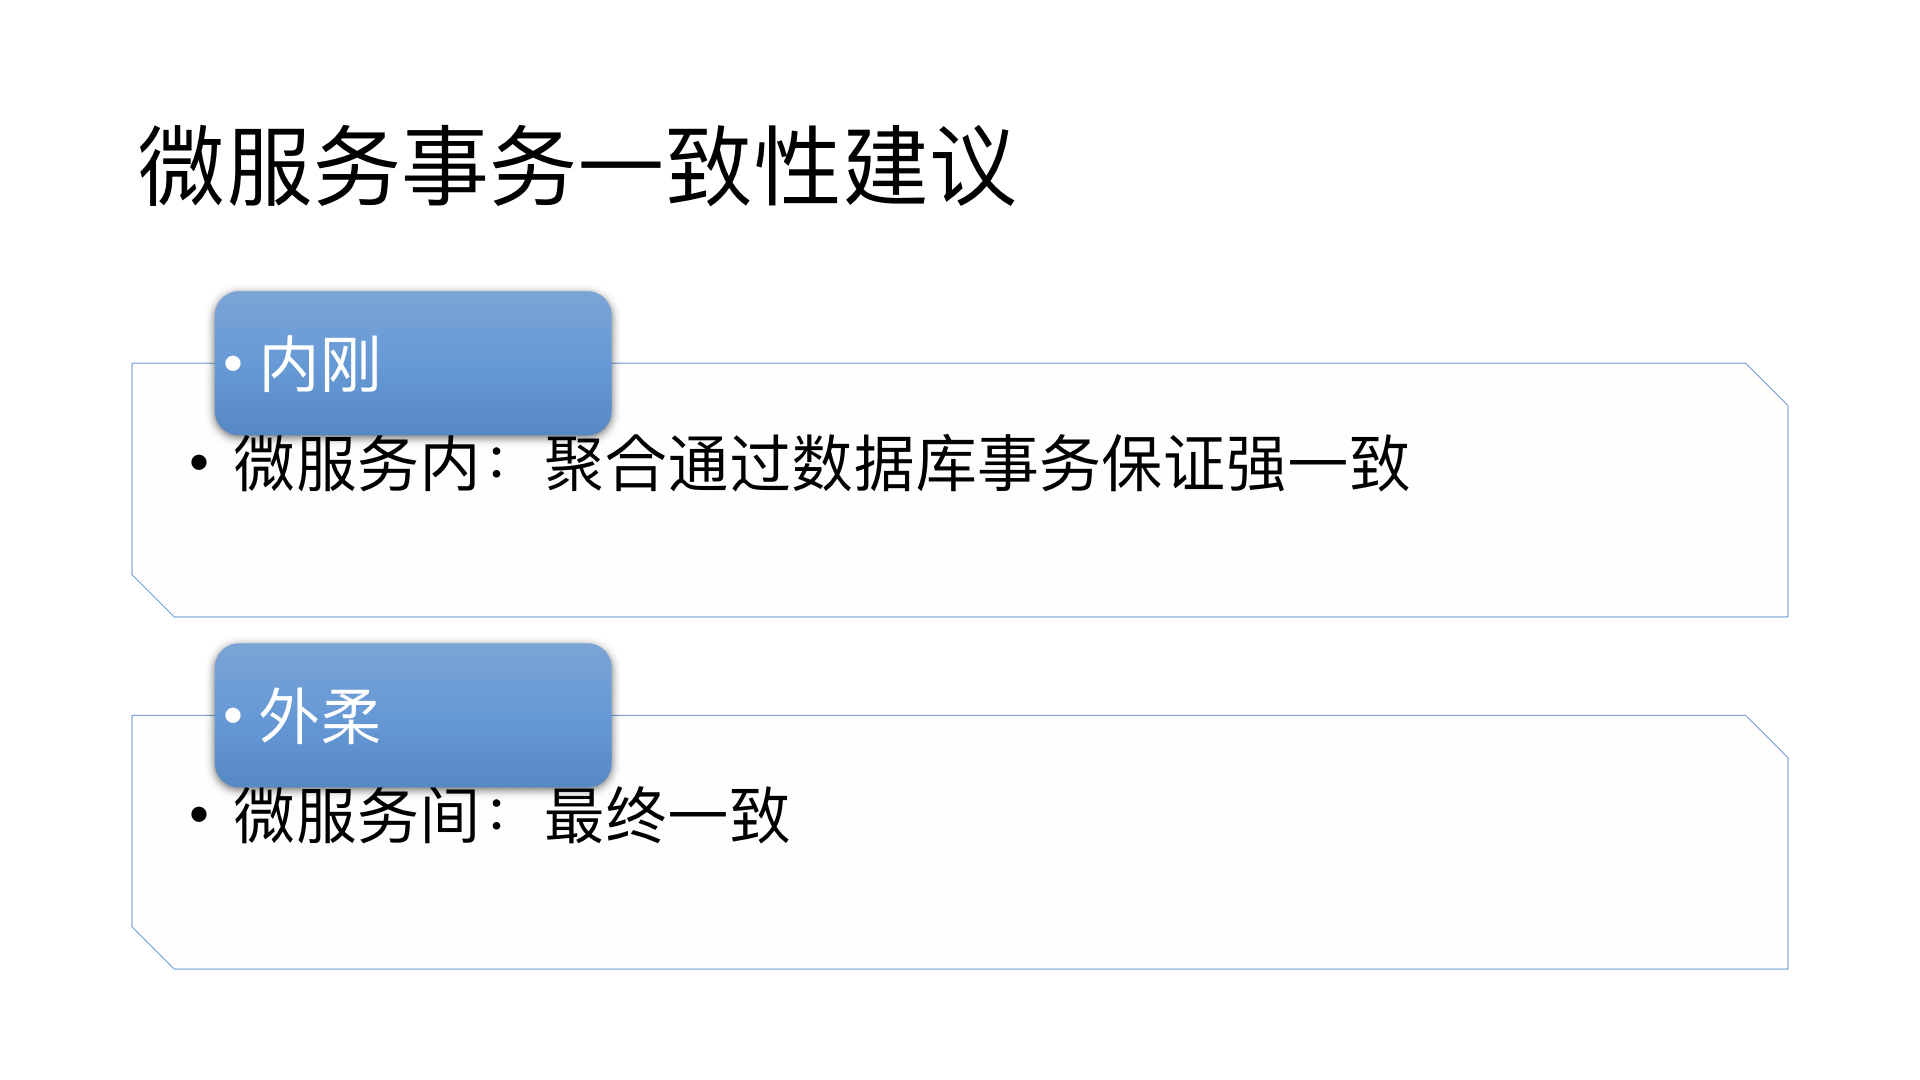 微服务事务一致性建议
• 内刚
• 微服务内：聚合通过数据库事务保证强一致
• 外柔
• 微服务间：最终一致